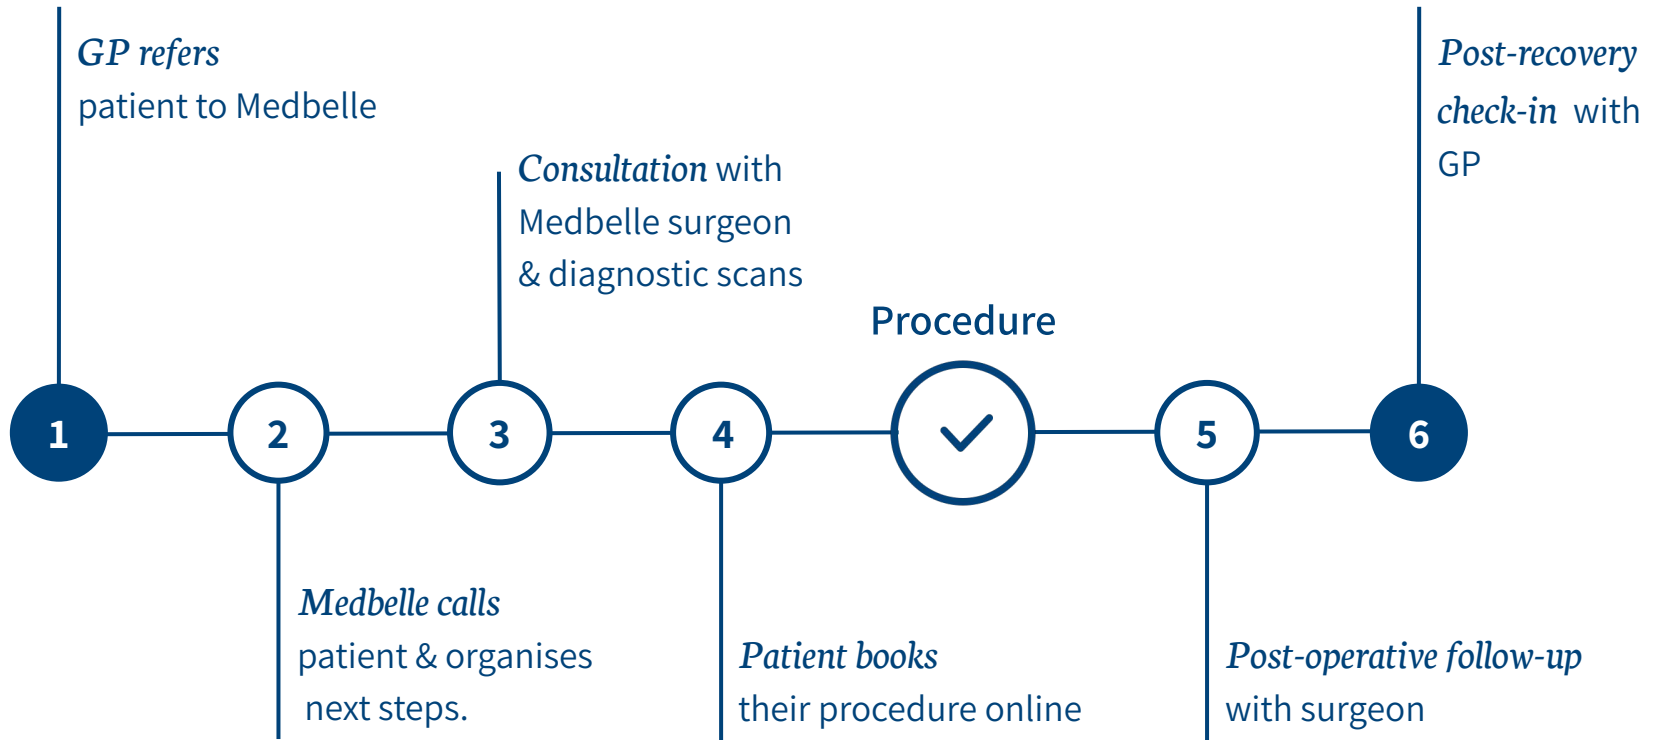 GP refers
patient to Medbelle
Post-recovery
check-in with
GP
Consultation with
Medbelle surgeon
& diagnostic scans
Procedure
1
2
3
4
5
6
Medbelle calls
patient & organises
next steps.
Patient books
their procedure online
Post-operative follow-up
with surgeon